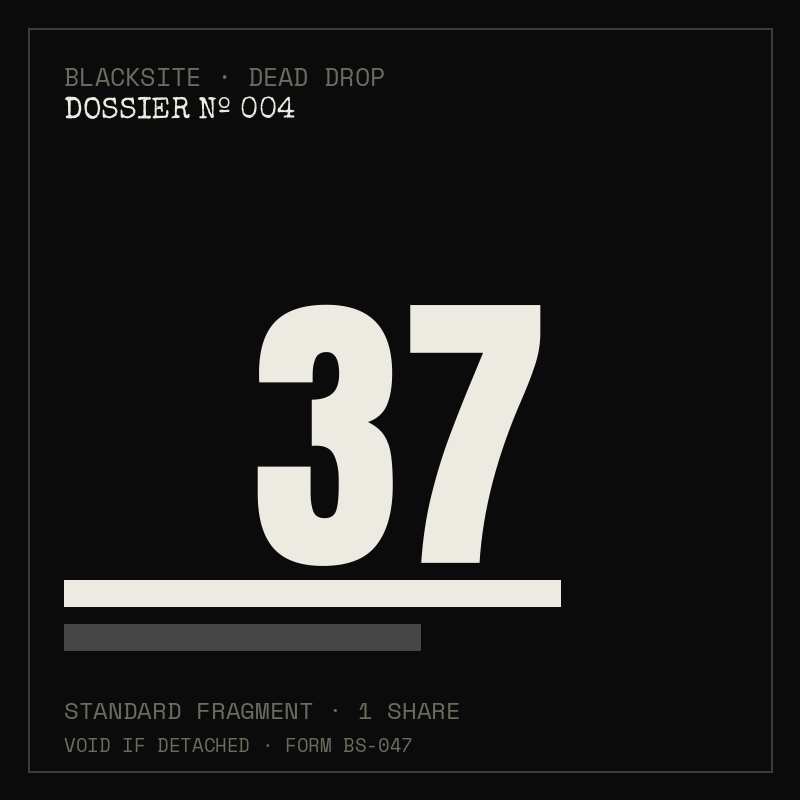 BLACKSITE · DEAD DROP
DOSSIER Nº 004
37
STANDARD FRAGMENT · 1 SHARE
VOID IF DETACHED · FORM BS-047